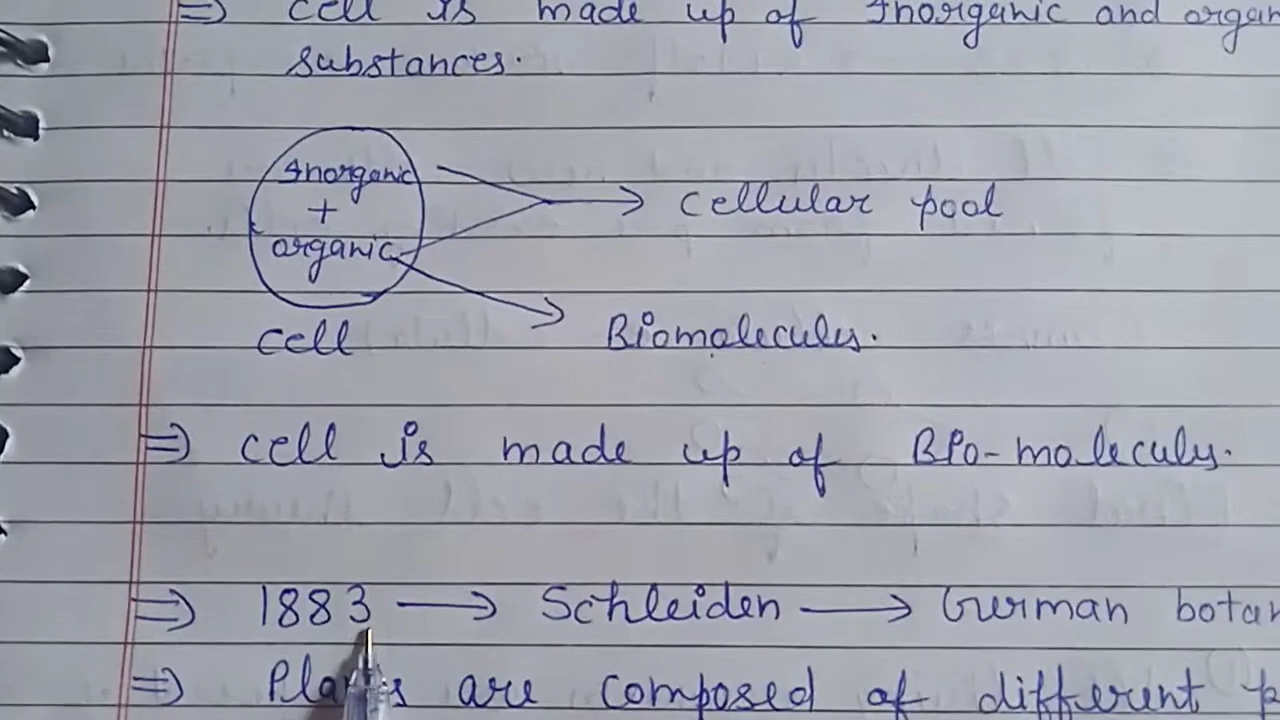 ⇒ cell is made up of Inorganic and organ
substances.
Inorganic
+
organic
→ cellular pool
→ Biomolecules.
cell
⇒ cell is made up of Bio-molecules.
⇒ 1883 → Schleiden → German botan
⇒ Plants are composed of different